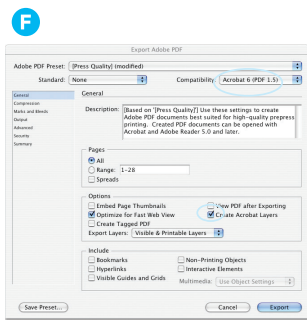 F
Export Adobe PDF
Adobe PDF Preset: [Press Quality] (modified)
Standard: None Compatibility: Acrobat 6 (PDF 1.5)
General
Compression
Marks and Bleeds
Output
Advanced
Security
Summary
General
Description: [Based on '[Press Quality]'] Use these settings to create
Adobe PDF documents best suited for high-quality prepress
printing. Created PDF documents can be opened with
Acrobat and Adobe Reader 5.0 and later.
Pages
All
Range: 1-28
Spreads
Options
Embed Page Thumbnails View PDF after Exporting
Optimize for Fast Web View Create Acrobat Layers
Create Tagged PDF
Export Layers: Visible & Printable Layers
Include
Bookmarks Non-Printing Objects
Hyperlinks Interactive Elements
Visible Guides and Grids Multimedia: Use Object Settings
Save Preset... Cancel Export